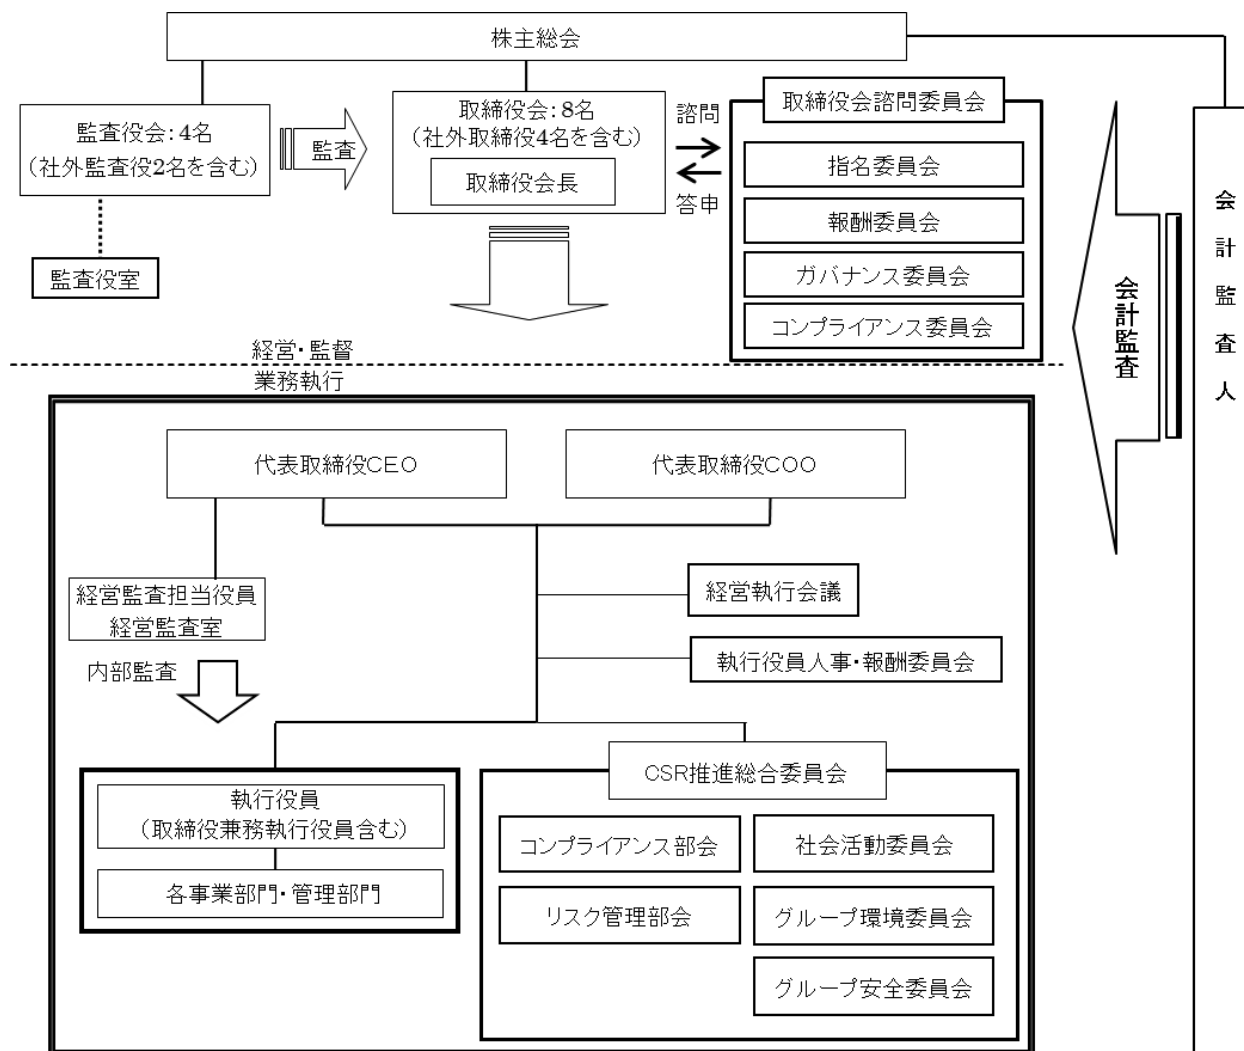 株主総会
監査役会：4名
（社外監査役2名を含む）
監査
取締役会：8名
（社外取締役4名を含む）
取締役会長
諮問
答申
取締役会諮問委員会
指名委員会
報酬委員会
ガバナンス委員会
コンプライアンス委員会
監査役室
会計監査
会計監査人
経営・監督
業務執行
代表取締役CEO
代表取締役COO
経営監査担当役員
経営監査室
内部監査
経営執行会議
執行役員人事・報酬委員会
執行役員
（取締役兼務執行役員含む）
各事業部門・管理部門
CSR推進総合委員会
コンプライアンス部会
社会活動委員会
リスク管理部会
グループ環境委員会
グループ安全委員会